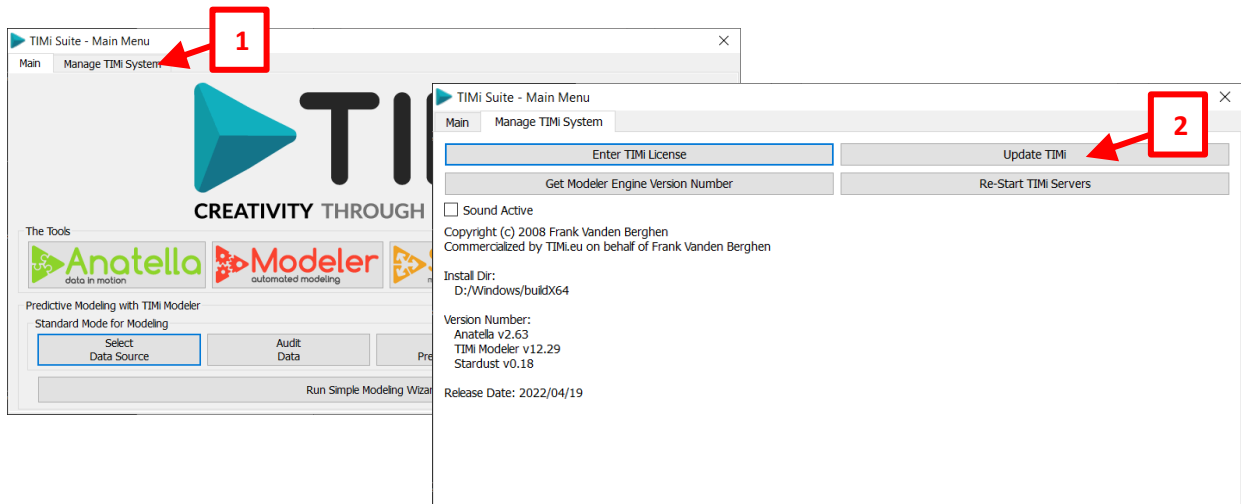 1
TIMi Suite - Main Menu
Main Manage TIMi System
TI
CREATIVITY THROUGH
The Tools
Anatella
data in motion
Modeler
automated modeling
Predictive Modeling with TIMi Modeler
Standard Mode for Modeling
Select
Data Source
Audit
Data
Run Simple Modeling Wizar
TIMi Suite - Main Menu
Main Manage TIMi System
2
Enter TIMi License Update TIMi
Get Modeler Engine Version Number Re-Start TIMi Servers
Sound Active
Copyright (c) 2008 Frank Vanden Berghen
Commercialized by TIMi.eu on behalf of Frank Vanden Berghen
Install Dir:
D:/Windows/buildX64
Version Number:
Anatella v2.63
TIMi Modeler v12.29
Stardust v0.18
Release Date: 2022/04/19